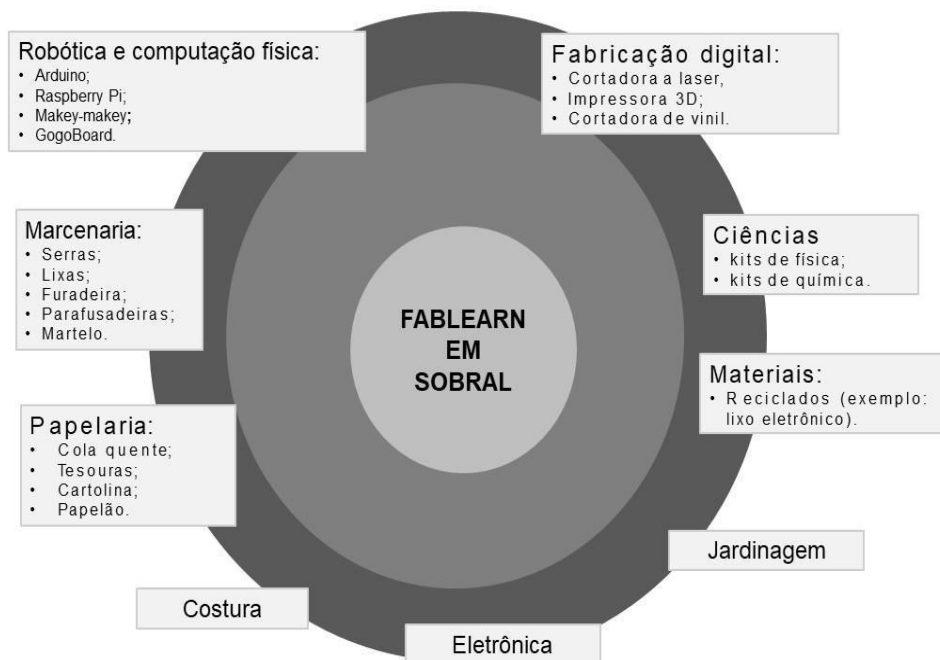 Robótica e computação física:
• Arduino;
• Raspberry Pi;
• Makey-makey;
• GogoBoard.
Fabricação digital:
• Cortadora a laser,
• Impressora 3D;
• Cortadora de vinil.
Marcenaria:
• Serras;
• Lixas;
• Furadeira;
• Parafusadeiras;
• Martelo.
Ciências
• kits de física;
• kits de química.
FABLEARN
EM
SOBRAL
Materiais:
• Reciclados (exemplo:
lixo eletrônico).
Papelaria:
• Cola quente;
• Tesouras;
• Cartolina;
• Papelão.
Jardinagem
Costura
Eletrônica